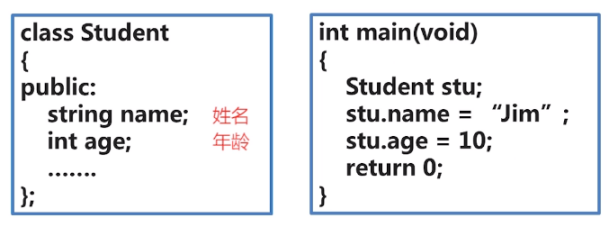 class Student
{
public:
string name; 姓名
int age; 年龄
.......
};
int main(void)
{
Student stu;
stu.name = “Jim”;
stu.age = 10;
return 0;
}